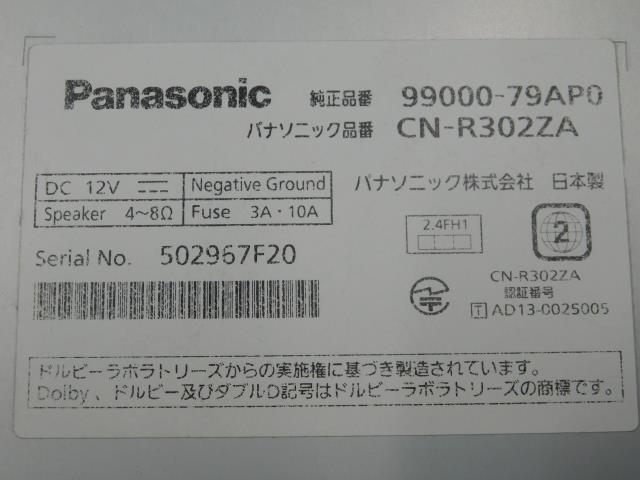 Panasonic 純正品番 99000-79AP0
パナソニック品番 CN-R302ZA
DC 12V Negative Ground
Speaker 4~8Ω Fuse 3A・10A
パナソニック株式会社 日本製
2.4FH1
2
Serial No. 502967F20
CN-R302ZA
認証番号
T AD13-0025005
ドルビーラボラトリーズからの実施権に基づき製造されています。
Dolby、ドルビー及びダブルD記号はドルビーラボラトリーズの商標です。